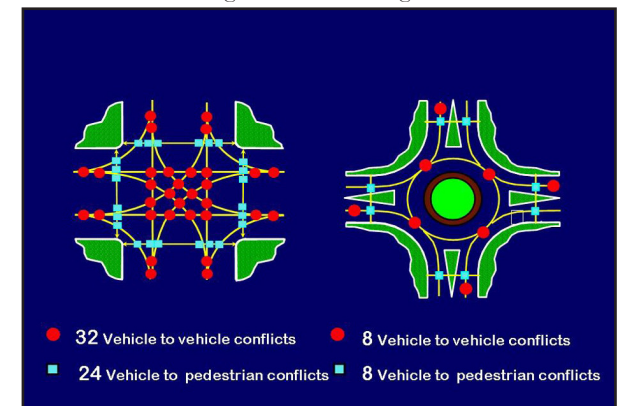 32 Vehicle to vehicle conflicts
24 Vehicle to pedestrian conflicts
8 Vehicle to vehicle conflicts
8 Vehicle to pedestrian conflicts